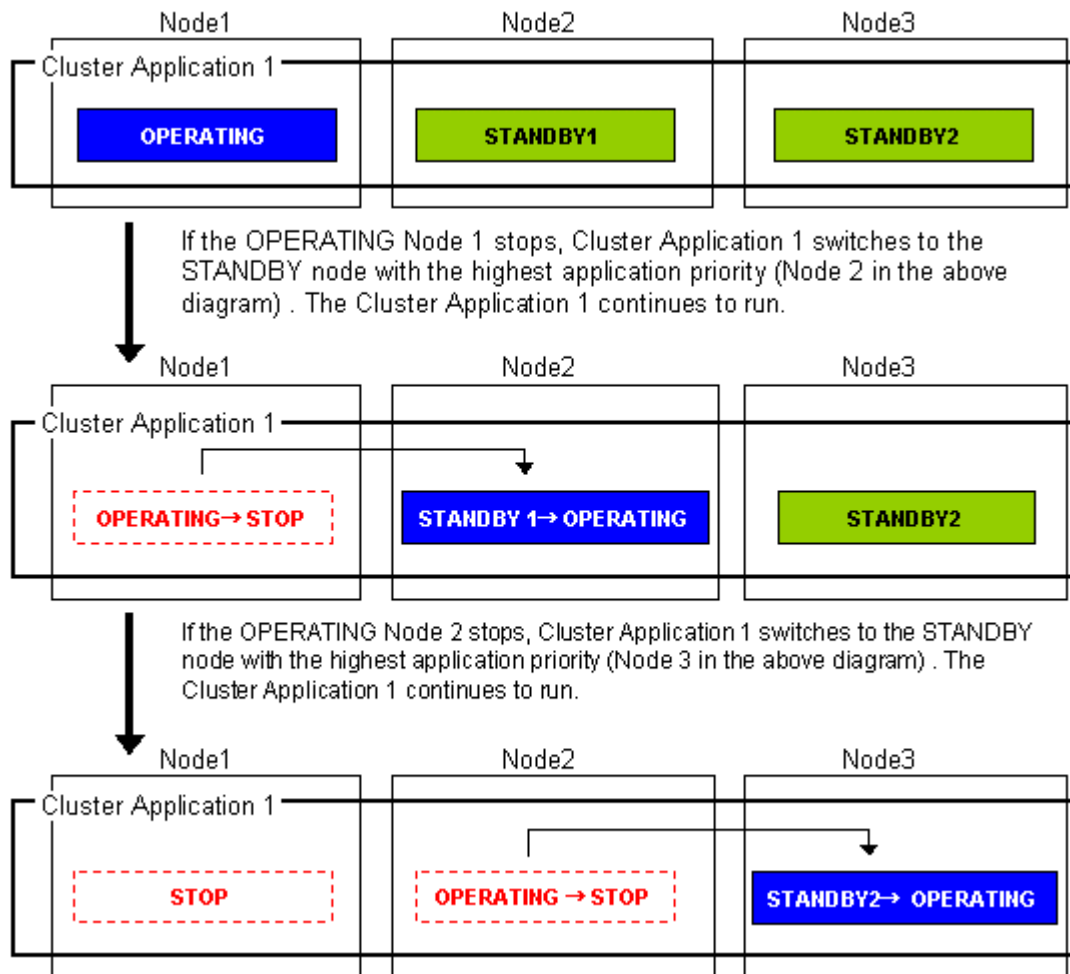 Node1 Node2 Node3
Cluster Application 1
OPERATING STANDBY1 STANDBY2
If the OPERATING Node 1 stops, Cluster Application 1 switches to the
STANDBY node with the highest application priority (Node 2 in the above
diagram) . The Cluster Application 1 continues to run.
Node1 Node2 Node3
Cluster Application 1
OPERATING→ STOP STANDBY 1→ OPERATING STANDBY2
If the OPERATING Node 2 stops, Cluster Application 1 switches to the STANDBY
node with the highest application priority (Node 3 in the above diagram) . The
Cluster Application 1 continues to run.
Node1 Node2 Node3
Cluster Application 1
STOP OPERATING → STOP STANDBY2→ OPERATING